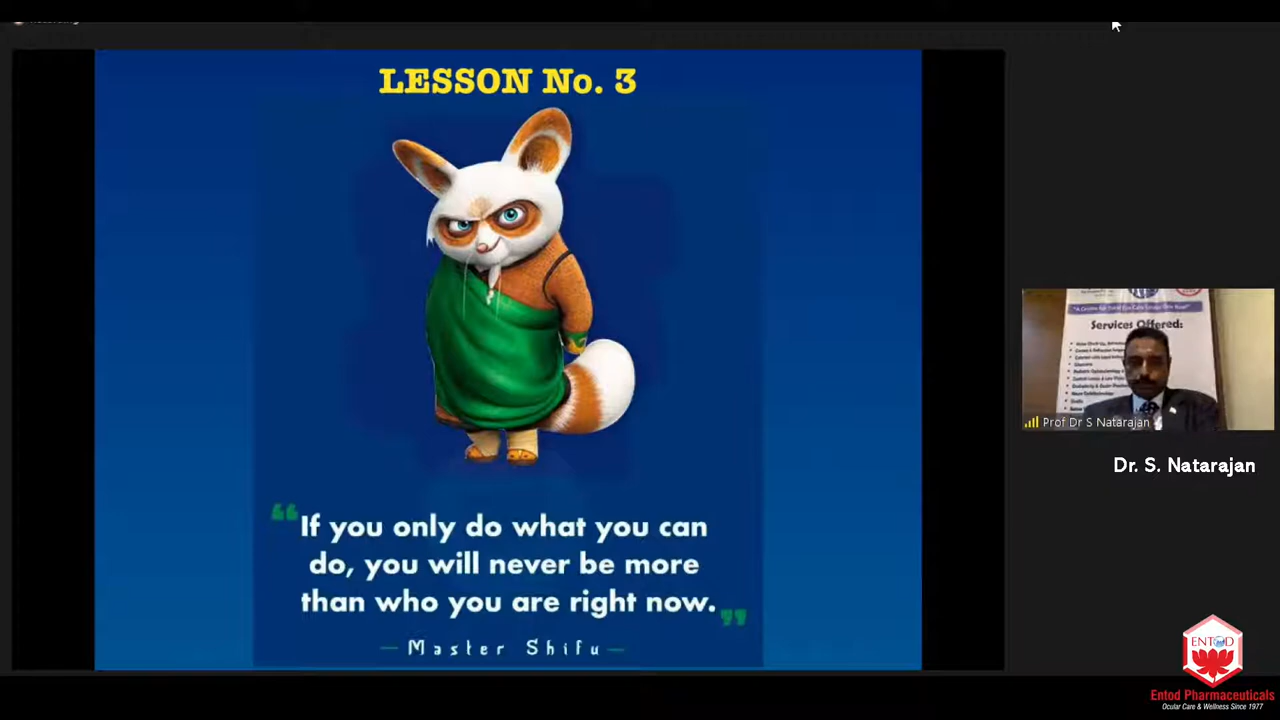 LESSON No. 3
“If you only do what you can
do, you will never be more
than who you are right now.”
— Master Shifu —
Services Offered:
Prof Dr S Natarajan
Dr. S. Natarajan
ENTOD
Entod Pharmaceuticals
Ocular Care & Wellness Since 1977